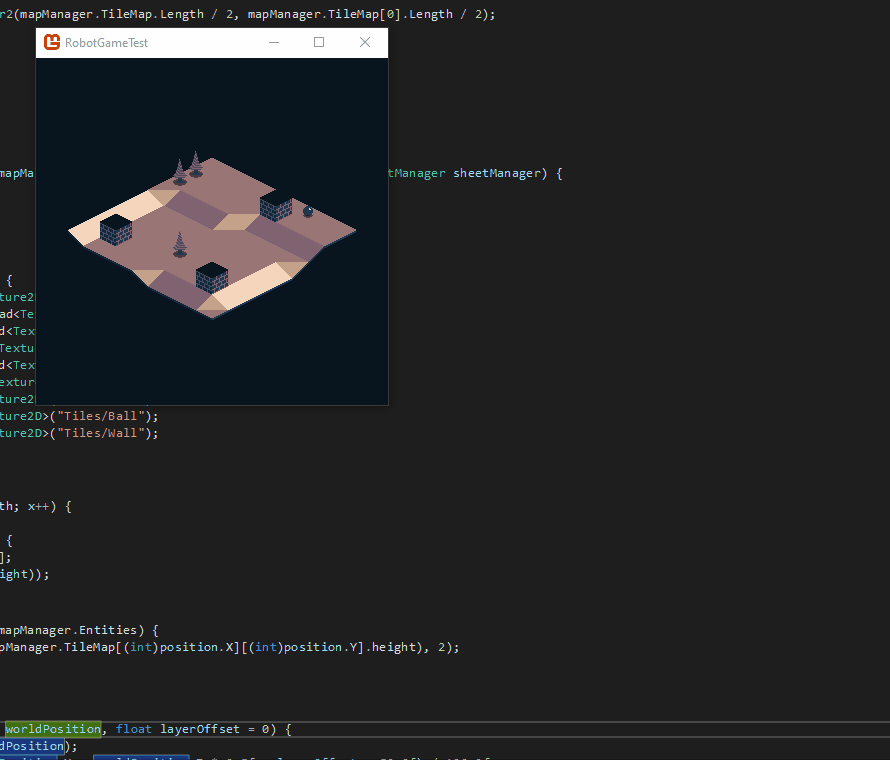 r2(mapManager.TileMap.Length / 2, mapManager.TileMap[0].Length / 2);
RobotGameTest
mapMa
tManager sheetManager) {
{
ture2
ad<Te
d<Tex
Textu
d<Tex
extur
ture2
ture2D>("Tiles/Ball");
ture2D>("Tiles/Wall");
th; x++) {
{
];
ight));
mapManager.Entities) {
pManager.TileMap[(int)position.X][(int)position.Y].height), 2);
worldPosition, float layerOffset = 0) {
dPosition);